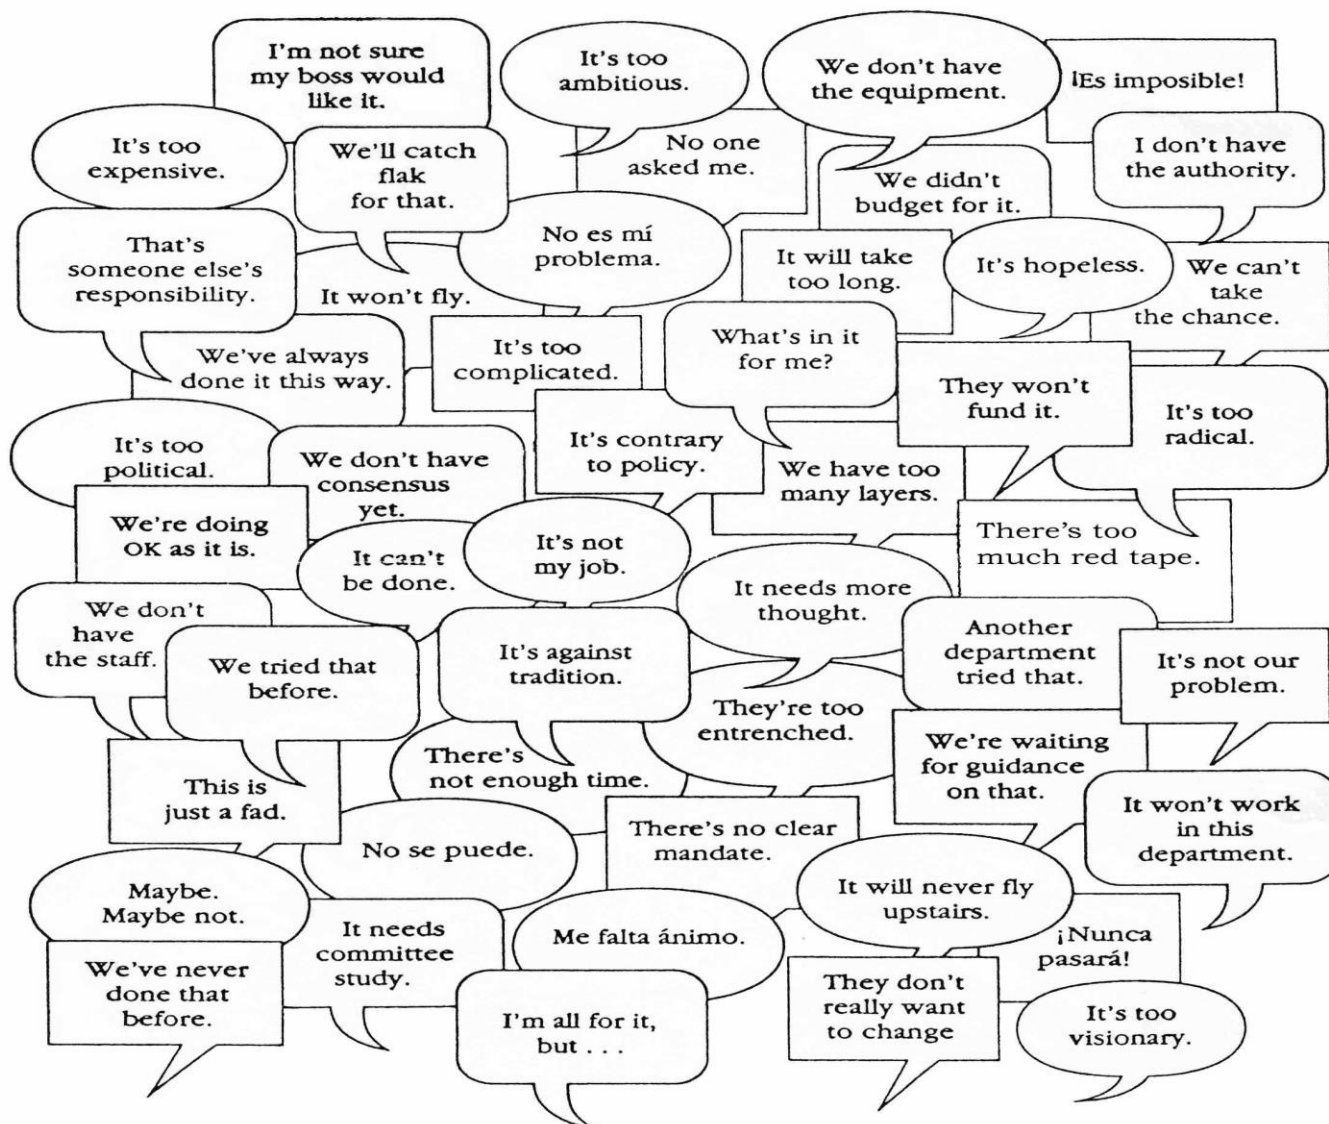 I'm not sure
my boss would
like it.
It's too
ambitious.
We don't have
the equipment.
¡Es imposible!
It's too
expensive.
We'll catch
flak
for that.
No one
asked me.
We didn't
budget for it.
I don't have
the authority.
That's
someone else's
responsibility.
It won't fly.
No es mí
problema.
It will take
too long.
It's hopeless.
We can't
take
the chance.
We've always
done it this way.
It's too
complicated.
What's in it
for me?
They won't
fund it.
It's too
radical.
It's too
political.
We don't have
consensus
yet.
It's contrary
to policy.
We have too
many layers.
We're doing
OK as it is.
It can't
be done.
It's not
my job.
It needs more
thought.
There's too
much red tape.
We don't
have
the staff.
We tried that
before.
It's against
tradition.
They're too
entrenched.
Another
department
tried that.
It's not our
problem.
This is
just a fad.
There's
not enough time.
We're waiting
for guidance
on that.
It won't work
in this
department.
No se puede.
There's no clear
mandate.
Maybe.
Maybe not.
It needs
committee
study.
Me falta ánimo.
It will never fly
upstairs.
¡Nunca
pasará!
We've never
done that
before.
I'm all for it,
but . . .
They don't
really want
to change
It's too
visionary.